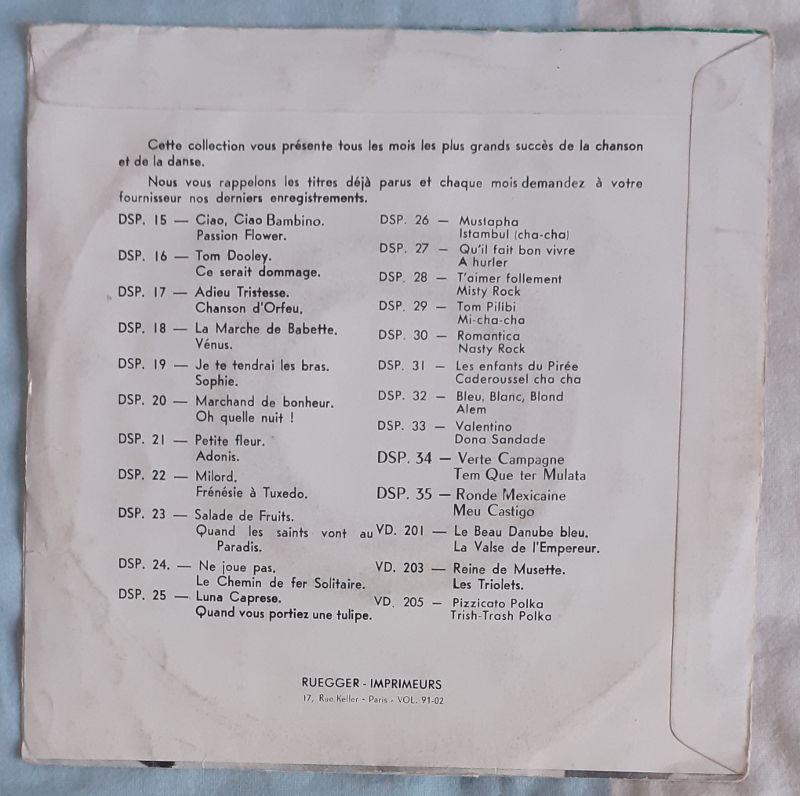 Cette collection vous présente tous les mois les plus grands succès de la chanson
et de la danse.
Nous vous rappelons les titres déjà parus et chaque mois demandez à votre
fournisseur nos derniers enregistrements.
DSP. 15 — Ciao, Ciao Bambino.
Passion Flower.
DSP. 16 — Tom Dooley.
Ce serait dommage.
DSP. 17 — Adieu Tristesse.
Chanson d'Orfeu.
DSP. 18 — La Marche de Babette.
Vénus.
DSP. 19 — Je te tendrai les bras.
Sophie.
DSP. 20 — Marchand de bonheur.
Oh quelle nuit !
DSP. 21 — Petite fleur.
Adonis.
DSP. 22 — Milord.
Frénésie à Tuxedo.
DSP. 23 — Salade de Fruits.
Quand les saints vont au
Paradis.
DSP. 24. — Ne joue pas.
Le Chemin de fer Solitaire.
DSP. 25 — Luna Caprese.
Quand vous portiez une tulipe.
DSP. 26 — Mustapha
Istambul (cha-cha)
DSP. 27 — Qu'il fait bon vivre
A hurler
DSP. 28 — T'aimer follement
Misty Rock
DSP. 29 — Tom Pilibi
Mi-cha-cha
DSP. 30 — Romantica
Nasty Rock
DSP. 31 — Les enfants du Pirée
Caderoussel cha cha
DSP. 32 — Bleu, Blanc, Blond
Alem
DSP. 33 — Valentino
Dona Sandade
DSP. 34 — Verte Campagne
Tem Que ter Mulata
DSP. 35 — Ronde Mexicaine
Meu Castigo
VD. 201 — Le Beau Danube bleu.
La Valse de l'Empereur.
VD. 203 — Reine de Musette.
Les Triolets.
VD. 205 — Pizzicato Polka
Trish-Trash Polka
RUEGGER - IMPRIMEURS
17, Rue Keller - Paris - VOL. 91-02